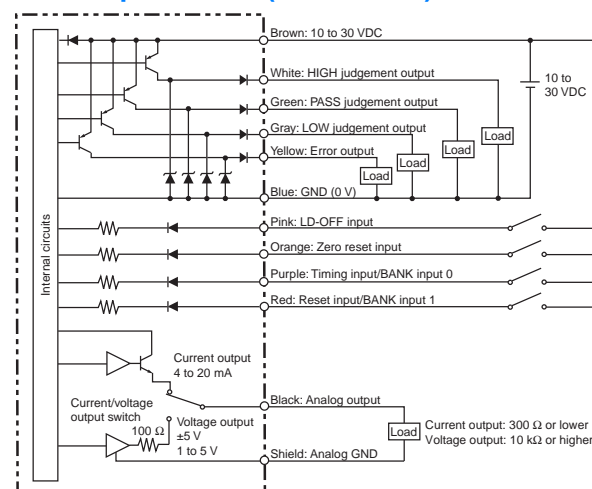 Brown: 10 to 30 VDC
White: HIGH judgement output
10 to
30 VDC
Green: PASS judgement output
Gray: LOW judgement output
Yellow: Error output
Load
Load
Load
Load
Blue: GND (0 V)
Internal circuits
Pink: LD-OFF input
Orange: Zero reset input
Purple: Timing input/BANK input 0
Red: Reset input/BANK input 1
Current output
4 to 20 mA
Current/voltage
output switch
Black: Analog output
100 Ω
Voltage output
±5 V
1 to 5 V
Load
Current output: 300 Ω or lower
Voltage output: 10 kΩ or higher
Shield: Analog GND